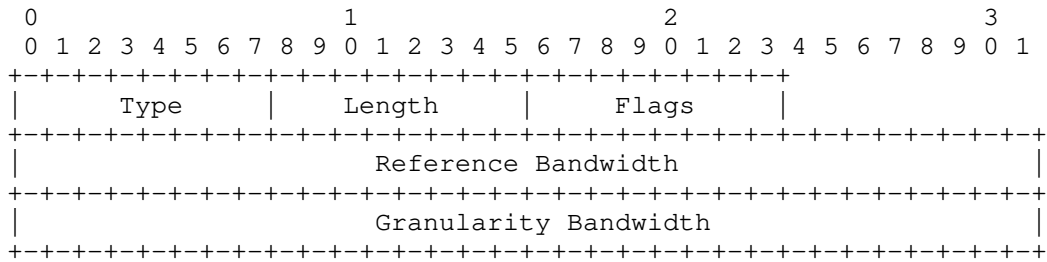 0                   1                   2                   3
 0 1 2 3 4 5 6 7 8 9 0 1 2 3 4 5 6 7 8 9 0 1 2 3 4 5 6 7 8 9 0 1
+-+-+-+-+-+-+-+-+-+-+-+-+-+-+-+-+-+-+-+-+-+-+-+-+
|      Type     |    Length     |     Flags     |
+-+-+-+-+-+-+-+-+-+-+-+-+-+-+-+-+-+-+-+-+-+-+-+-+-+-+-+-+-+-+-+-+
|                      Reference Bandwidth                      |
+-+-+-+-+-+-+-+-+-+-+-+-+-+-+-+-+-+-+-+-+-+-+-+-+-+-+-+-+-+-+-+-+
|                      Granularity Bandwidth                    |
+-+-+-+-+-+-+-+-+-+-+-+-+-+-+-+-+-+-+-+-+-+-+-+-+-+-+-+-+-+-+-+-+